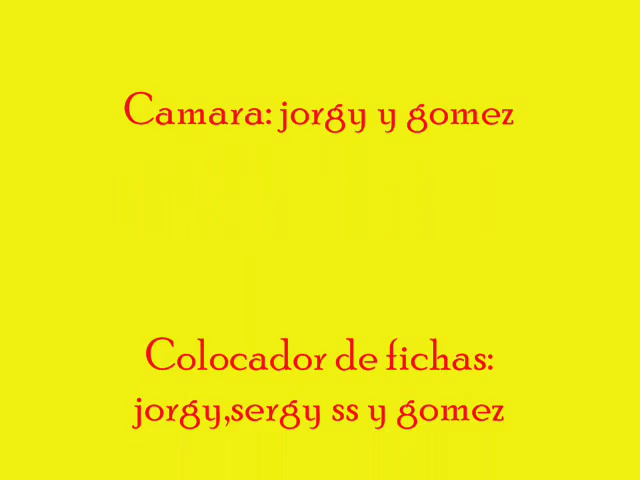 Camara: jorgy y gomez
Colocador de fichas:
jorgy,sergy ss y gomez